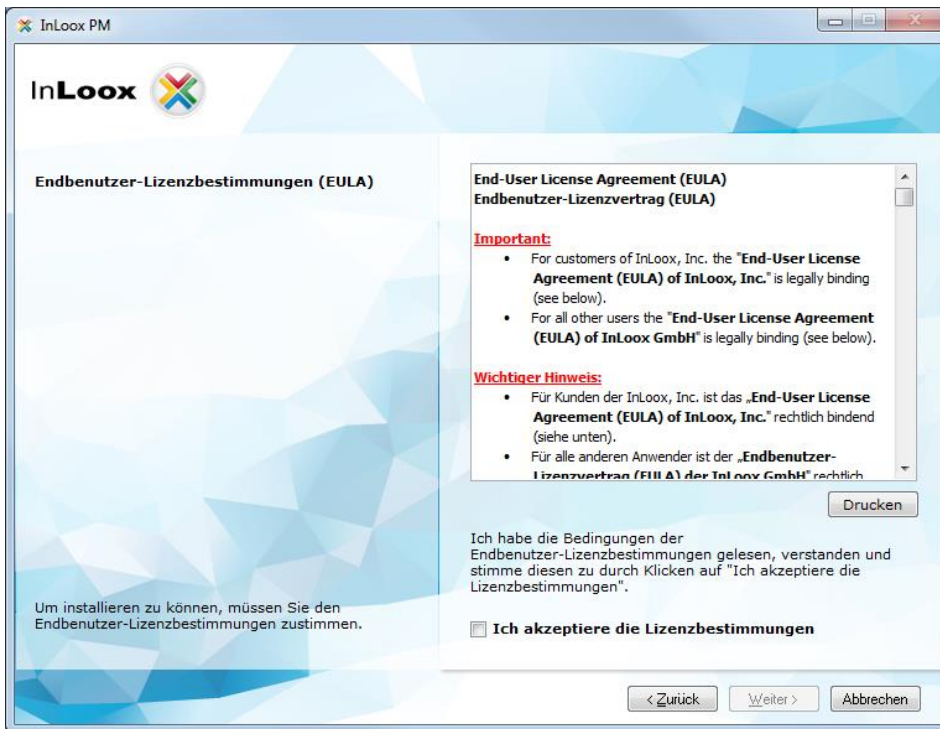 InLoox PM
InLoox
Endbenutzer-Lizenzbestimmungen (EULA)
Um installieren zu können, müssen Sie den
Endbenutzer-Lizenzbestimmungen zustimmen.
End-User License Agreement (EULA)
Endbenutzer-Lizenzvertrag (EULA)
Important:
• For customers of InLoox, Inc. the "End-User License
Agreement (EULA) of InLoox, Inc." is legally binding
(see below).
• For all other users the "End-User License Agreement
(EULA) of InLoox GmbH" is legally binding (see below).
Wichtiger Hinweis:
• Für Kunden der InLoox, Inc. ist das „End-User License
Agreement (EULA) of InLoox, Inc." rechtlich bindend
(siehe unten).
• Für alle anderen Anwender ist der „Endbenutzer-
Lizenzvertrag (EULA) der InLoox GmbH" rechtlich
Drucken
Ich habe die Bedingungen der
Endbenutzer-Lizenzbestimmungen gelesen, verstanden und
stimme diesen zu durch Klicken auf "Ich akzeptiere die
Lizenzbestimmungen".
Ich akzeptiere die Lizenzbestimmungen
< Zurück Weiter > Abbrechen